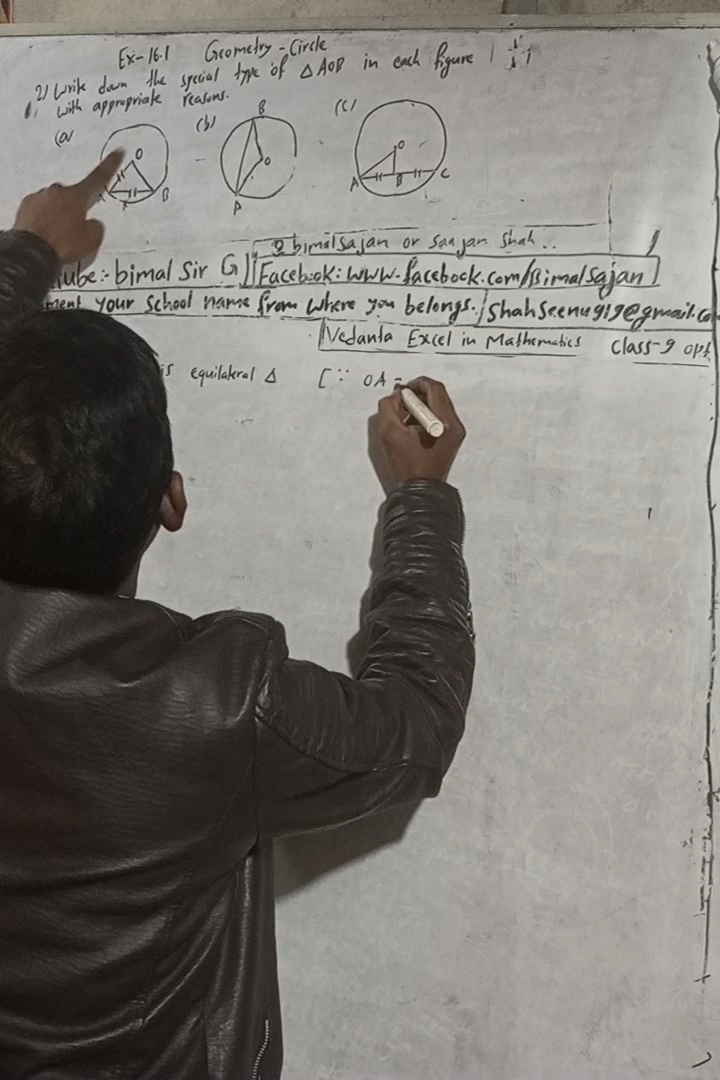 Ex-16.1 Geometry-Circle
2) Write down the special type of △AOB in each figure
with appropriate reasons.
(a) (b) (c)
O B O
O
A B A B C
A
bimalsajan or Sanjan Shah..
tube:- bimal Sir G Facebook: www.facebook.com/Bimalsajan
ment your School name from where you belongs. / Shahseenu919@gmail.co
Vedanta Excel in Mathematics Class-9 opt
is equilateral △ [∵ OA =